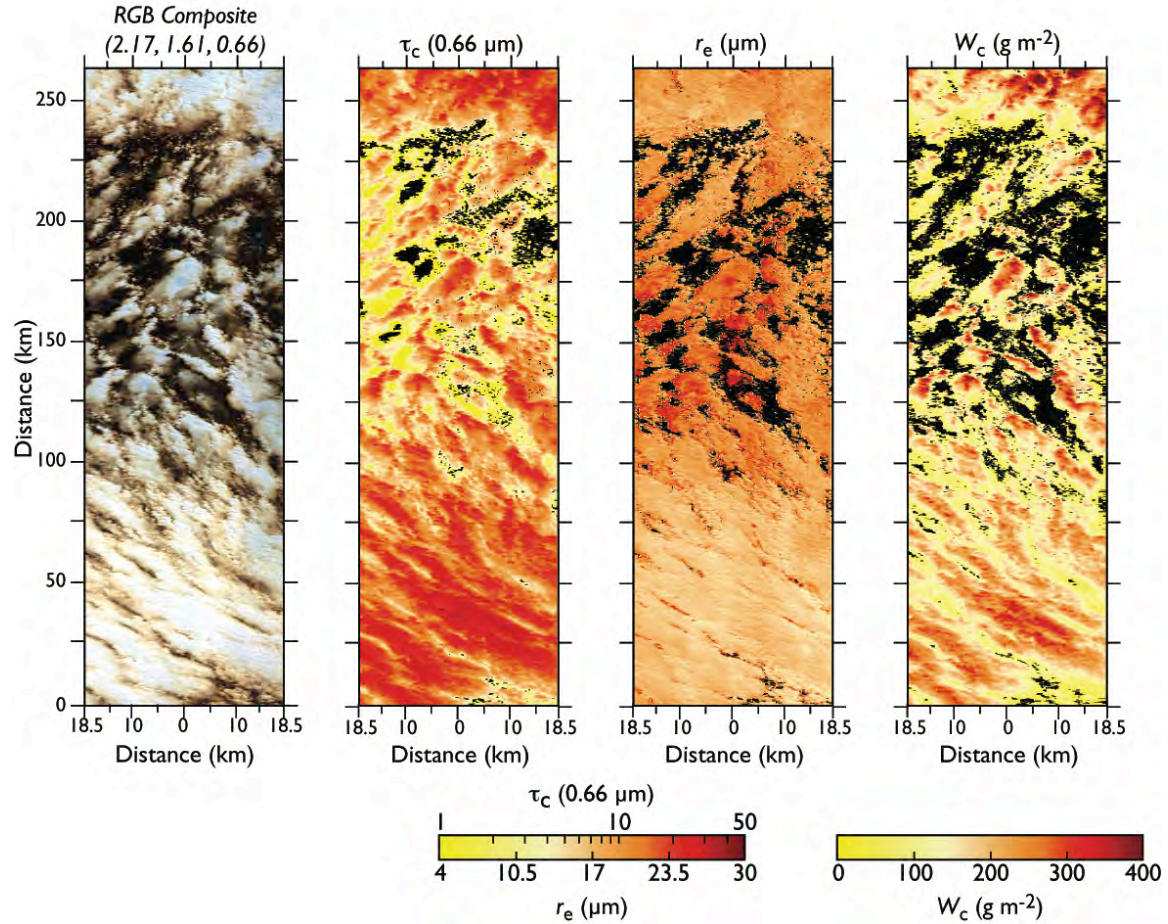 RGB Composite
(2.17, 1.61, 0.66)
τc (0.66 μm)
re (μm)
Wc (g m-2)
250
200
150
100
50
0
Distance (km)
18.5 10 0 10 18.5
18.5 10 0 10 18.5
18.5 10 0 10 18.5
18.5 10 0 10 18.5
Distance (km)
Distance (km)
Distance (km)
Distance (km)
τc (0.66 μm)
1 10 50
4 10.5 17 23.5 30
re (μm)
0 100 200 300 400
Wc (g m-2)